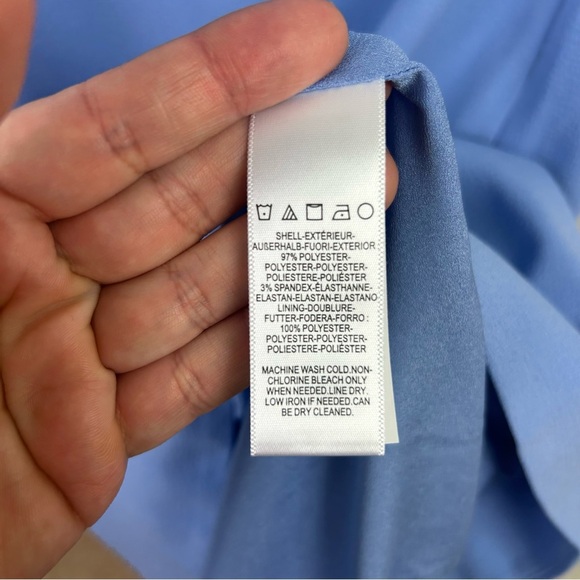 SHELL-EXTÉRIEUR-
AUßERHALB-FUORI-EXTERIOR
97% POLYESTER-
POLYESTER-POLYESTER-
POLIESTERE-POLIÉSTER
3% SPANDEX-ÉLASTHANNE-
ELASTAN-ELASTAN-ELASTANO
LINING-DOUBLURE-
FUTTER-FODERA-FORRO :
100% POLYESTER-
POLYESTER-POLYESTER-
POLIESTERE-POLIÉSTER
MACHINE WASH COLD.NON-
CHLORINE BLEACH ONLY
WHEN NEEDED.LINE DRY.
LOW IRON IF NEEDED.CAN
BE DRY CLEANED.